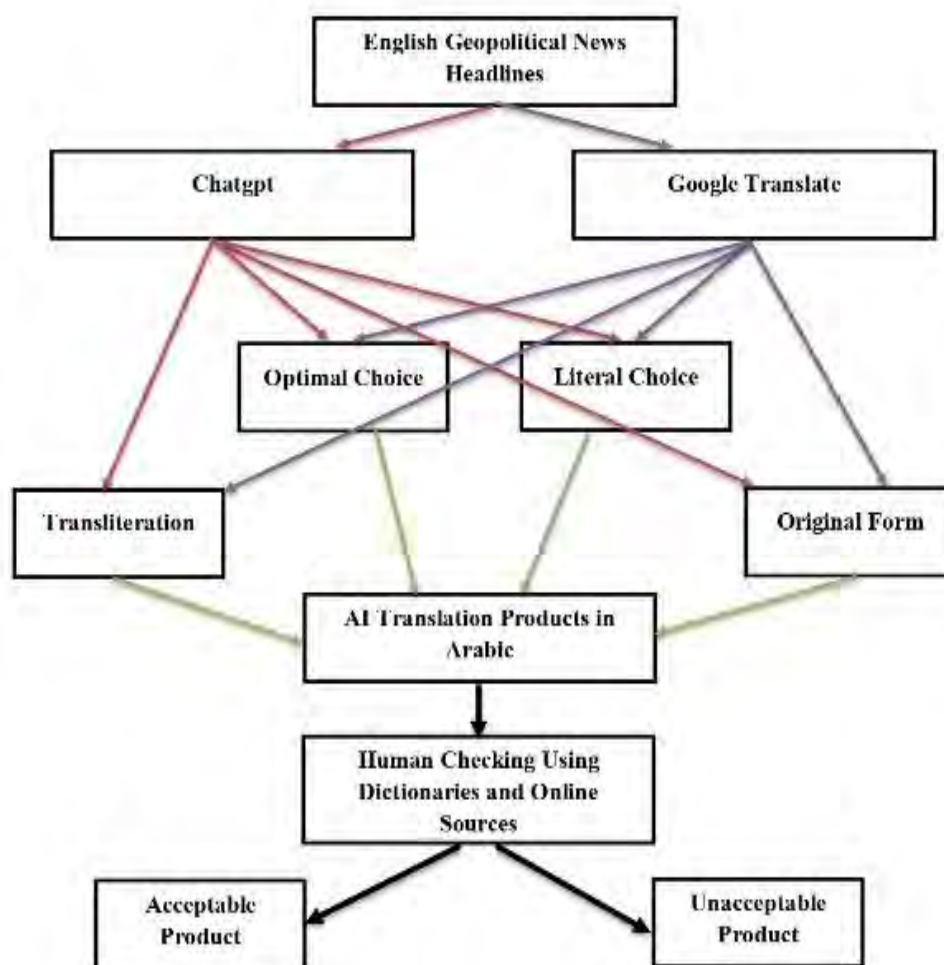 English Geopolitical News
Headlines
Chatgpt
Google Translate
Optimal Choice
Literal Choice
Transliteration
Original Form
AI Translation Products in
Arabic
Human Checking Using
Dictionaries and Online
Sources
Acceptable
Product
Unacceptable
Product